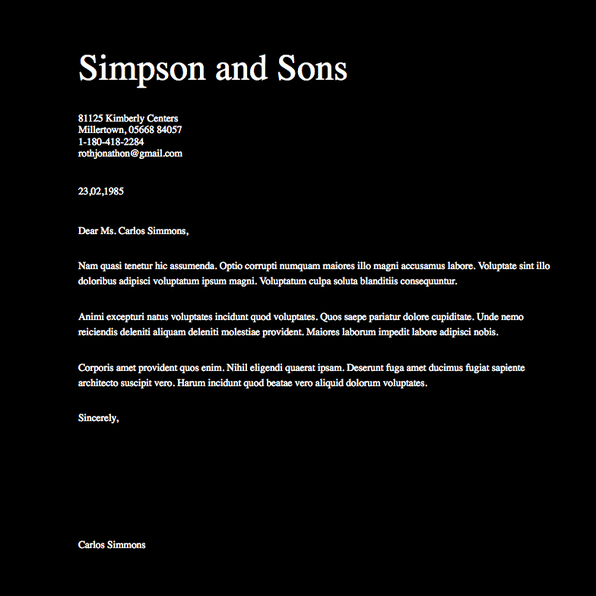 Simpson and Sons
81125 Kimberly Centers
Millertown, 05668 84057
1-180-418-2284
rothjonathon@gmail.com
23,02,1985
Dear Ms. Carlos Simmons,
Nam quasi tenetur hic assumenda. Optio corrupti numquam maiores illo magni accusamus labore. Voluptate sint illo
doloribus adipisci voluptatum ipsum magni. Voluptatum culpa soluta blanditiis consequuntur.
Animi excepturi natus voluptates incidunt quod voluptates. Quos saepe pariatur dolore cupiditate. Unde nemo
reiciendis deleniti aliquam deleniti molestiae provident. Maiores laborum impedit labore adipisci nobis.
Corporis amet provident quos enim. Nihil eligendi quaerat ipsam. Deserunt fuga amet ducimus fugiat sapiente
architecto suscipit vero. Harum incidunt quod beatae vero aliquid dolorum voluptates.
Sincerely,
Carlos Simmons